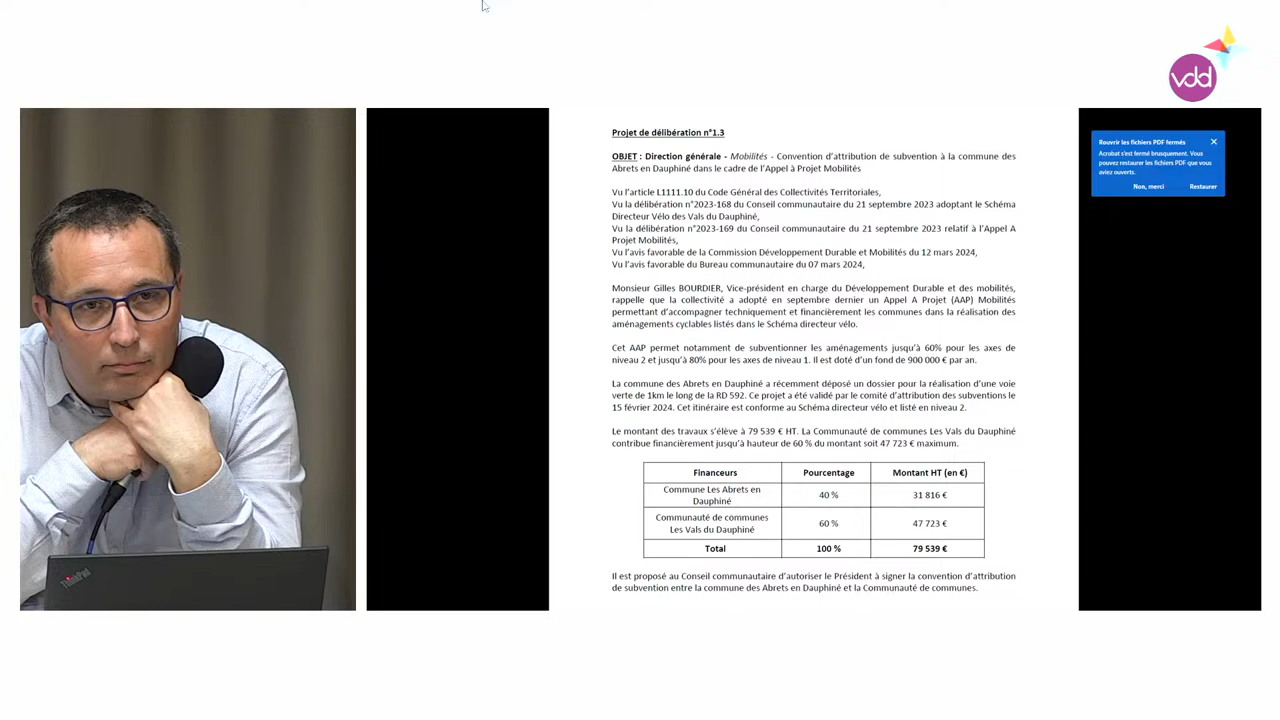 vdd
Projet de délibération n°1.3
OBJET : Direction générale - Mobilités - Convention d'attribution de subvention à la commune des
Abrets en Dauphiné dans le cadre de l'Appel à Projet Mobilités
Vu l'article L1111.10 du Code Général des Collectivités Territoriales,
Vu la délibération n°2023-168 du Conseil communautaire du 21 septembre 2023 adoptant le Schéma
Directeur Vélo des Vals du Dauphiné,
Vu la délibération n°2023-169 du Conseil communautaire du 21 septembre 2023 relatif à l'Appel A
Projet Mobilités,
Vu l'avis favorable de la Commission Développement Durable et Mobilités du 12 mars 2024,
Vu l'avis favorable du Bureau communautaire du 07 mars 2024,
Monsieur Gilles BOURDIER, Vice-président en charge du Développement Durable et des mobilités,
rappelle que la collectivité a adopté en septembre dernier un Appel A Projet (AAP) Mobilités
permettant d'accompagner techniquement et financièrement les communes dans la réalisation des
aménagements cyclables listés dans le Schéma directeur vélo.
Cet AAP permet notamment de subventionner les aménagements jusqu'à 60% pour les axes de
niveau 2 et jusqu'à 80% pour les axes de niveau 1. Il est doté d'un fond de 900 000 € par an.
La commune des Abrets en Dauphiné a récemment déposé un dossier pour la réalisation d'une voie
verte de 1km le long de la RD 592. Ce projet a été validé par le comité d'attribution des subventions le
15 février 2024. Cet itinéraire est conforme au Schéma directeur vélo et listé en niveau 2.
Le montant des travaux s'élève à 79 539 € HT. La Communauté de communes Les Vals du Dauphiné
contribue financièrement jusqu'à hauteur de 60 % du montant soit 47 723 € maximum.
Financeurs Pourcentage Montant HT (en €)
Commune Les Abrets en
Dauphiné 40 % 31 816 €
Communauté de communes
Les Vals du Dauphiné 60 % 47 723 €
Total 100 % 79 539 €
Il est proposé au Conseil communautaire d'autoriser le Président à signer la convention d'attribution
de subvention entre la commune des Abrets en Dauphiné et la Communauté de communes.
Rouvrir les fichiers PDF fermés
Acrobat s'est fermé brusquement. Vous
pouvez restaurer les fichiers PDF que vous
aviez ouverts.
Non, merci Restaurer
ThinkPad